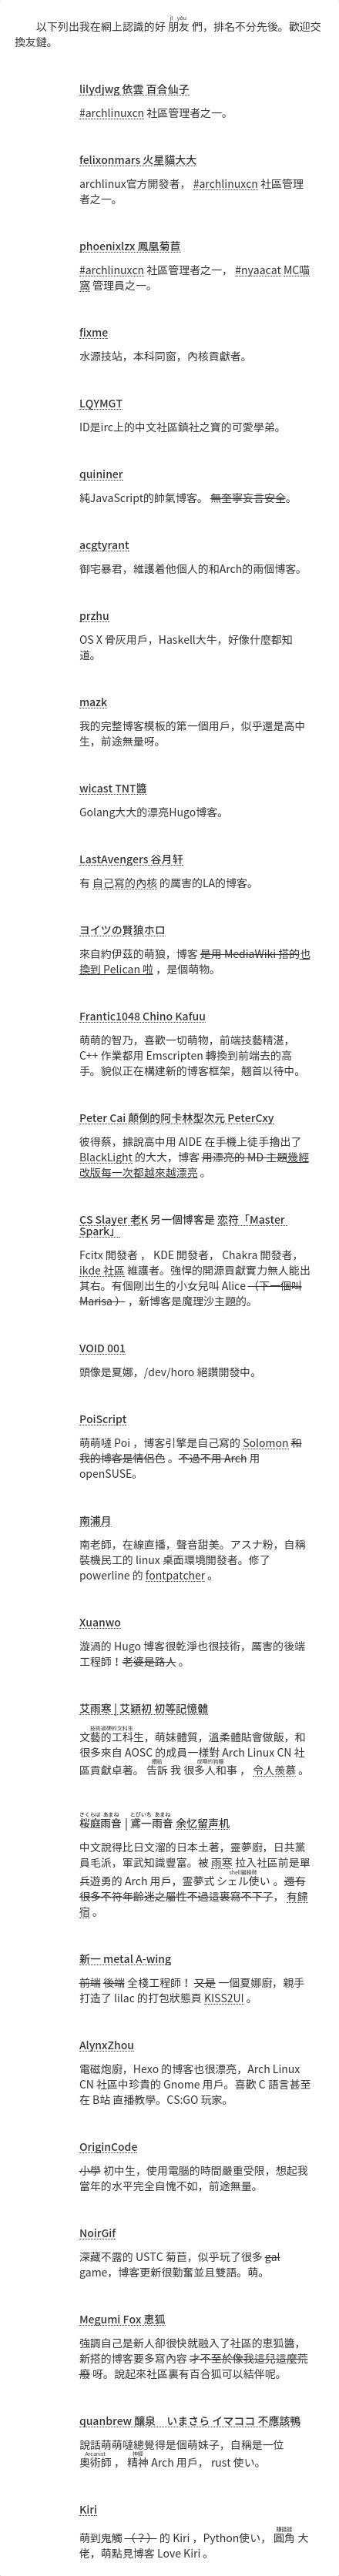 以下列出我在網上認識的好 朋友 們，排名不分先後。歡迎交
換友鏈。
lilydjwg 依雲 百合仙子
#archlinuxcn 社區管理者之一。
felixonmars 火星貓大大
archlinux官方開發者， #archlinuxcn 社區管理
者之一。
phoenixlzx 鳳凰菊苣
#archlinuxcn 社區管理者之一， #nyaacat MC喵
窩 管理員之一。
fixme
水源技站，本科同窗，內核貢獻者。
LQYMGT
ID是irc上的中文社區鎮社之寶的可愛學弟。
quininer
純JavaScript的帥氣博客。 無奎寧妄言安全。
acgtyrant
御宅暴君，維護着他個人的和Arch的兩個博客。
przhu
OS X 骨灰用戶，Haskell大牛，好像什麼都知
道。
mazk
我的完整博客模板的第一個用戶，似乎還是高中
生，前途無量呀。
wicast TNT醬
Golang大大的漂亮Hugo博客。
LastAvengers 谷月轩
有 自己寫的內核 的厲害的LA的博客。
ヨイツの賢狼ホロ
來自約伊茲的萌狼，博客 是用 MediaWiki 搭的也
換到 Pelican 啦 ，是個萌物。
Frantic1048 Chino Kafuu
萌萌的智乃，喜歡一切萌物，前端技藝精湛，
C++ 作業都用 Emscripten 轉換到前端去的高
手。貌似正在構建新的博客框架，翹首以待中。
Peter Cai 颠倒的阿卡林型次元 PeterCxy
彼得蔡，據說高中用 AIDE 在手機上徒手擼出了
BlackLight 的大大，博客 用漂亮的 MD 主題幾經
改版每一次都越來越漂亮 。
CS Slayer 老K 另一個博客是 恋符「Master
Spark」
Fcitx 開發者 ， KDE 開發者， Chakra 開發者，
ikde 社區 維護者。強悍的開源貢獻實力無人能出
其右。有個剛出生的小女兒叫 Alice （下一個叫
Marisa ） ，新博客是魔理沙主題的。
VOID 001
頭像是夏娜，/dev/horo 絕讚開發中。
PoiScript
萌萌噠 Poi ，博客引擎是自己寫的 Solomon 和
我的博客是情侶色 。不過不用 Arch 用
openSUSE。
南浦月
南老師，在線直播，聲音甜美。アスナ粉，自稱
裝機民工的 linux 桌面環境開發者。修了
powerline 的 fontpatcher 。
Xuanwo
漩渦的 Hugo 博客很乾淨也很技術，厲害的後端
工程師！老婆是路人 。
艾雨寒 | 艾穎初 初等記憶體
文藝的工科生，萌妹體質，溫柔體貼會做飯，和
很多來自 AOSC 的成員一樣對 Arch Linux CN 社
區貢獻卓著。 告訴 我 很多人和事 ， 令人羨慕 。
桜庭雨音 | 鳶一雨音 余忆留声机
中文說得比日文溜的日本土著，靈夢廚，日共黨
員毛派，軍武知識豐富。被 雨寒 拉入社區前是單
兵遊勇的 Arch 用戶，靈夢式 シェル使い 。還有
很多不符年齡迷之屬性不過這裏寫不下了， 有歸
宿 。
新一 metal A-wing
前端 後端 全棧工程師！ 又是 一個夏娜廚，親手
打造了 lilac 的打包狀態頁 KISS2UI 。
AlynxZhou
電磁炮廚，Hexo 的博客也很漂亮，Arch Linux
CN 社區中珍貴的 Gnome 用戶。喜歡 C 語言甚至
在 B站 直播教學。CS:GO 玩家。
OriginCode
小學 初中生，使用電腦的時間嚴重受限，想起我
當年的水平完全自愧不如，前途無量。
NoirGif
深藏不露的 USTC 菊苣，似乎玩了很多 gal
game，博客更新很勤奮並且雙語。萌。
Megumi Fox 恵狐
強調自己是新人卻很快就融入了社區的恵狐醬，
新搭的博客要多寫內容 才不至於像我這兒這麼荒
廢 呀。說起來社區裏有百合狐可以結伴呢。
quanbrew 釀泉　いまさら イマココ 不應該鴨
說話萌萌噠總覺得是個萌妹子，自稱是一位
奧術師 ， 精神 Arch 用戶， rust 使い。
Kiri
萌到鬼觸 （？） 的 Kiri ，Python使い， 圓角 大
佬，萌點見博客 Love Kiri 。